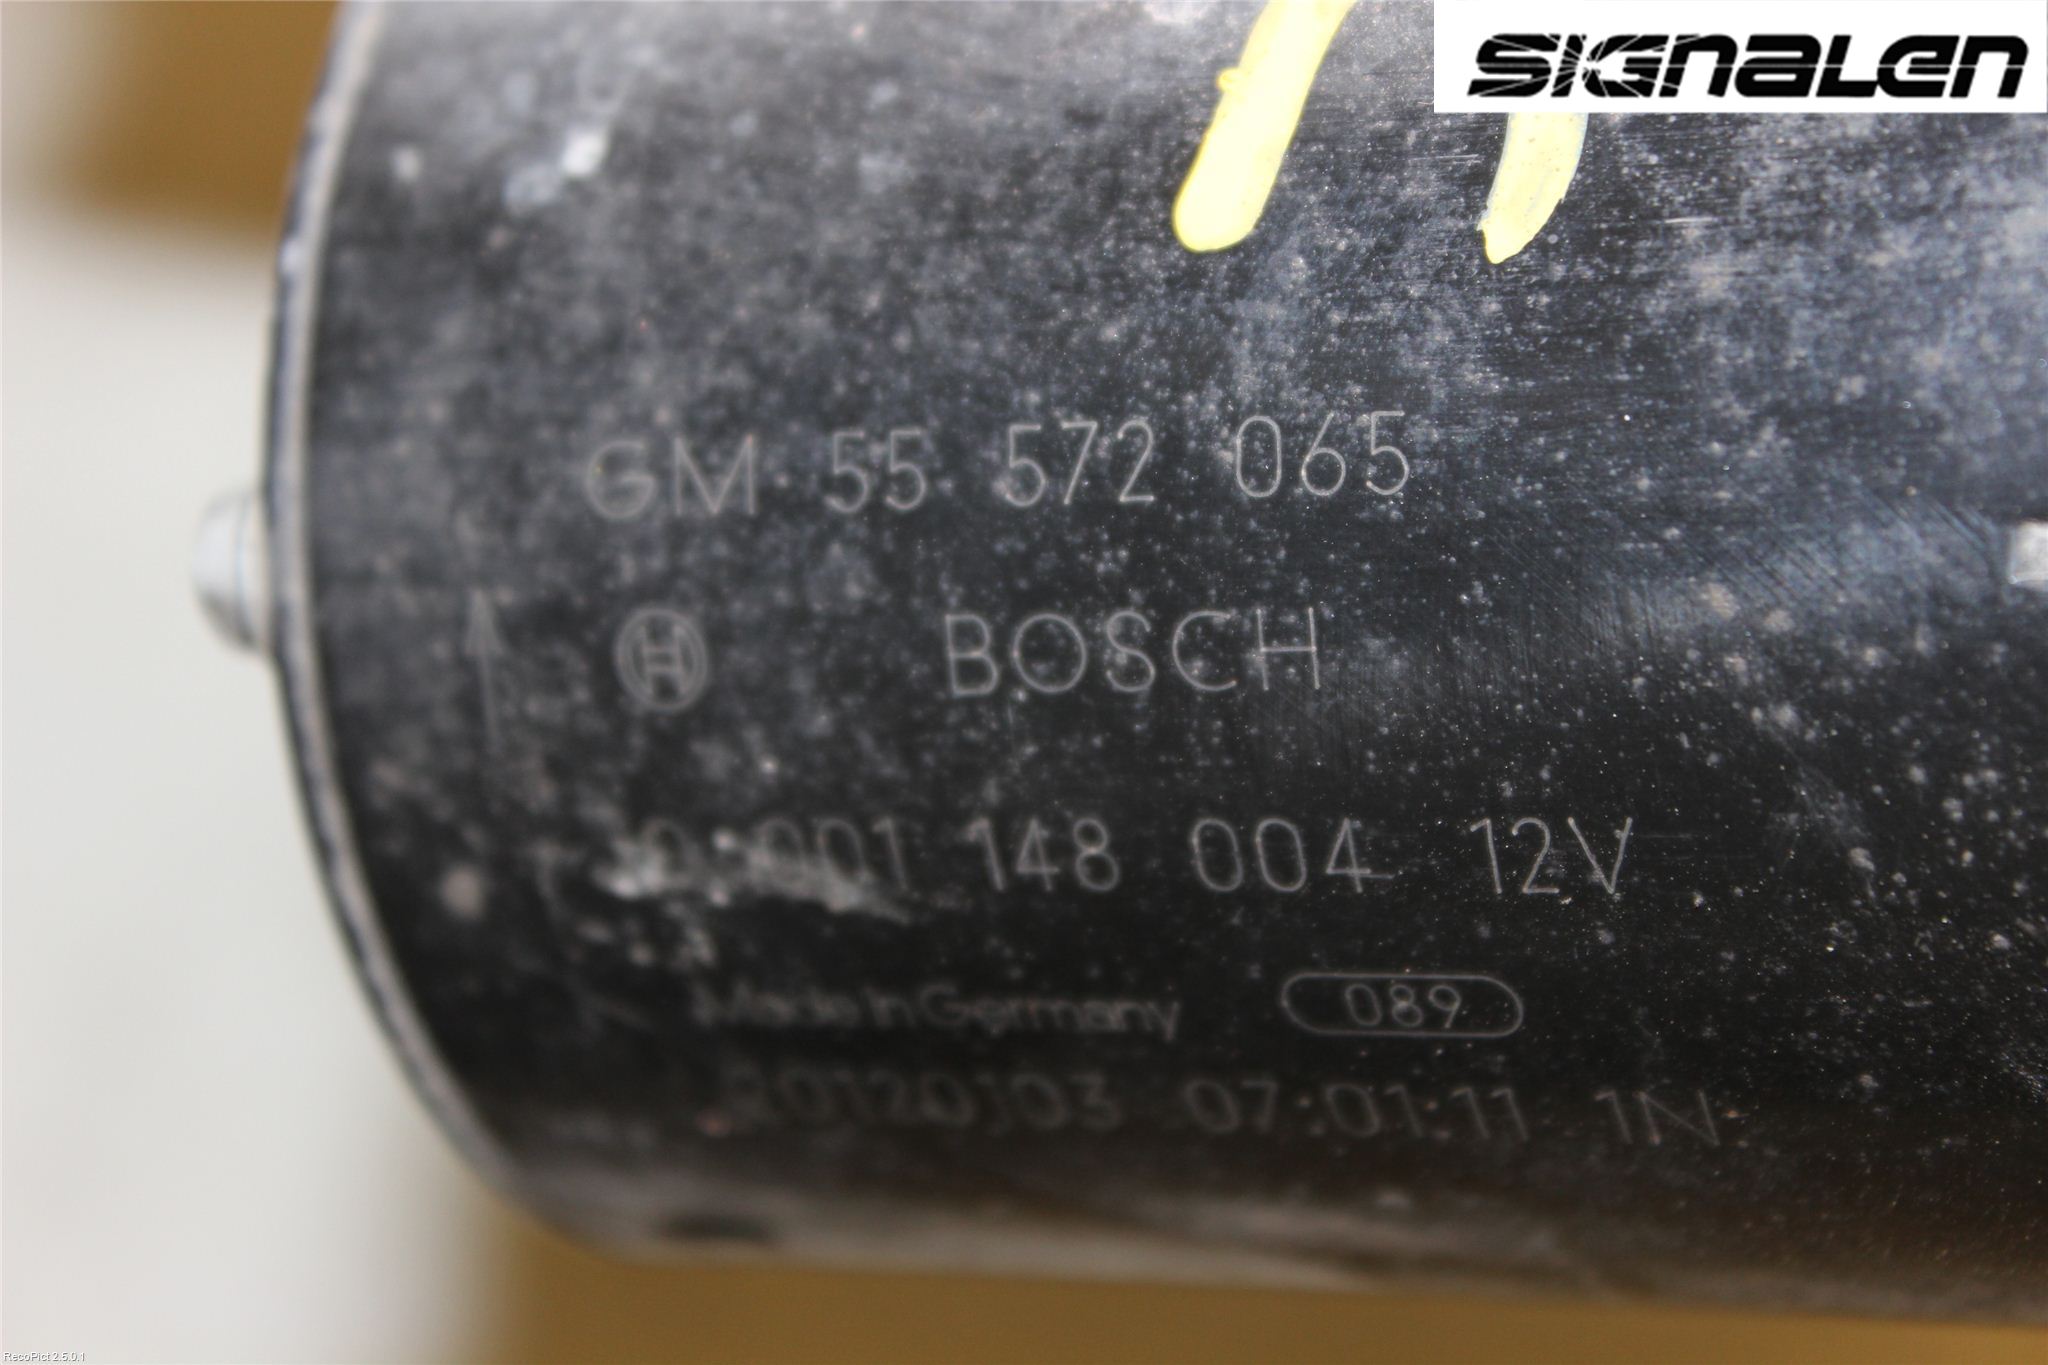 SIGNALEN
GM 55 572 065
BOSCH
0 001 148 004 12V
Made in Germany 089
20120103 07:01:11 1N
RecoPict 2.5.0.1